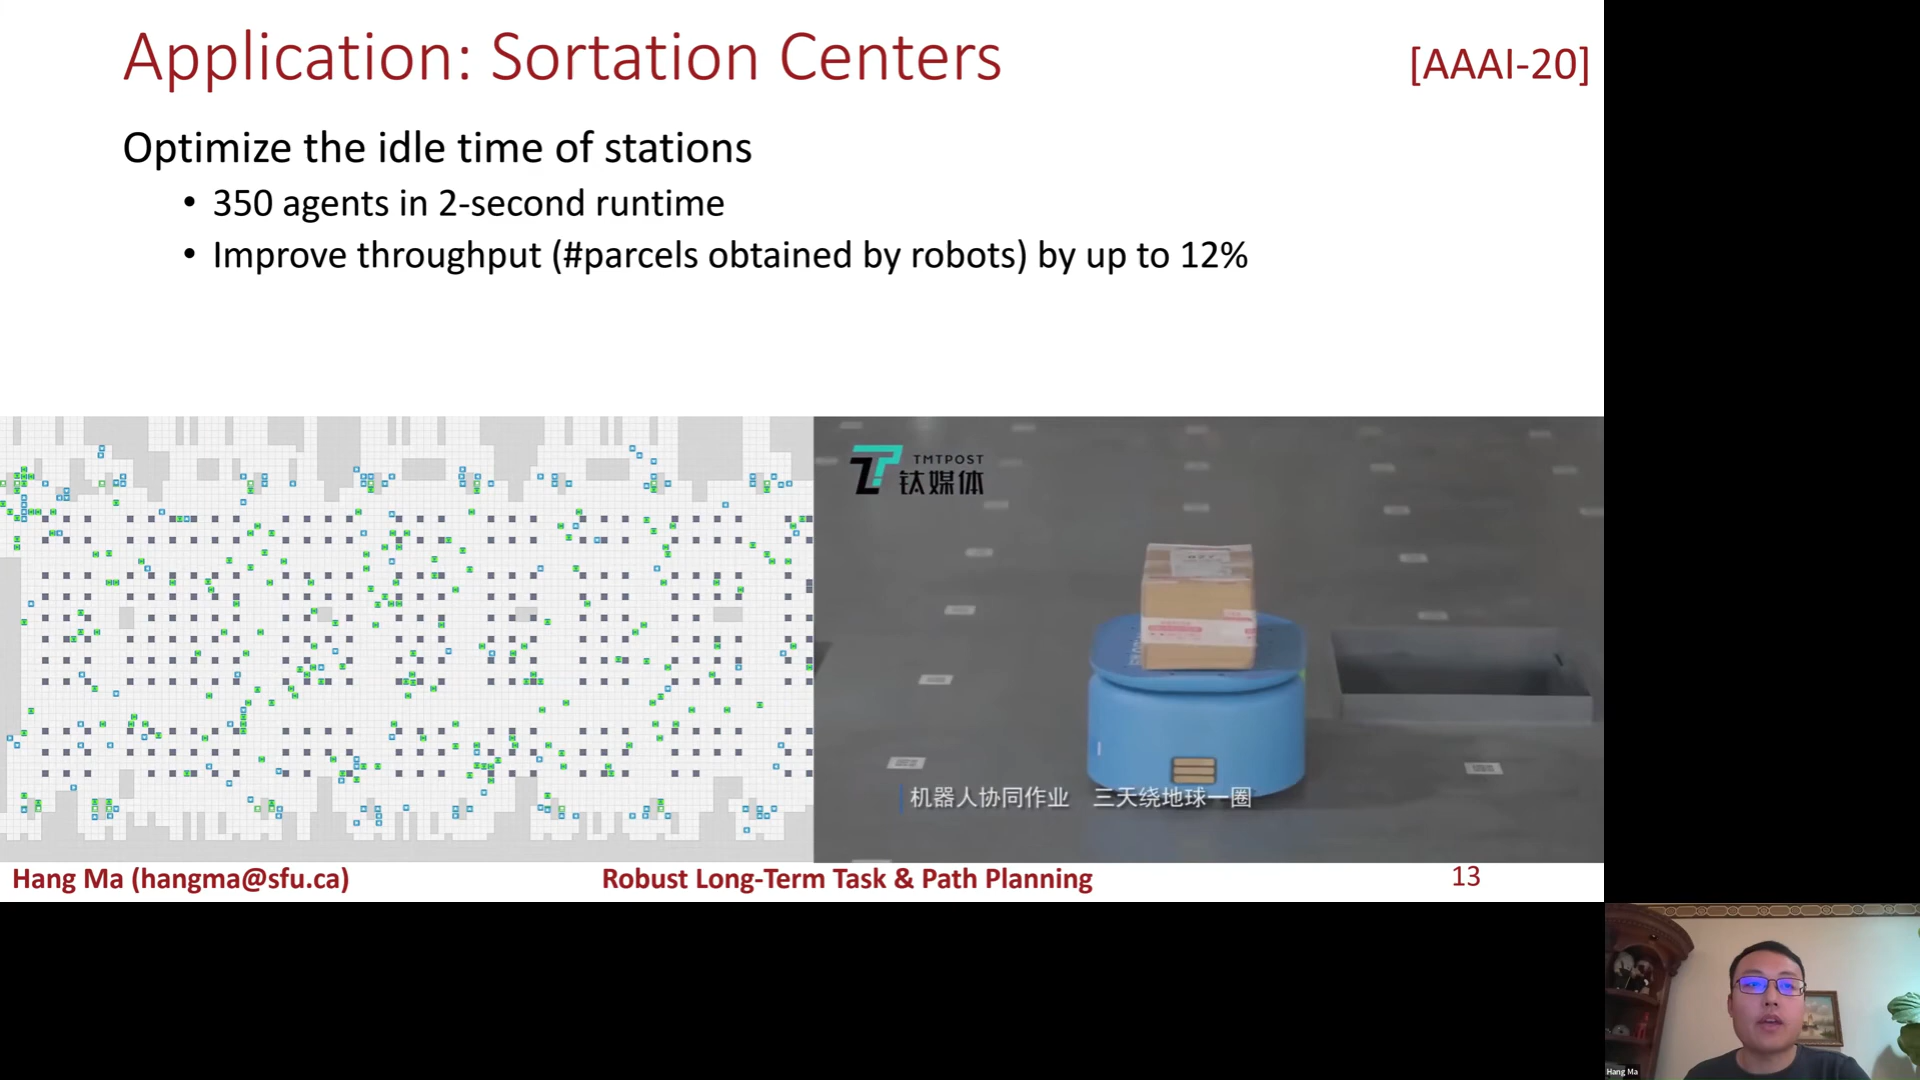 Application: Sortation Centers
[AAAI-20]
Optimize the idle time of stations
• 350 agents in 2-second runtime
• Improve throughput (#parcels obtained by robots) by up to 12%
TMTPOST
钛媒体
机器人协同作业 三天绕地球一圈
Hang Ma (hangma@sfu.ca)
Robust Long-Term Task & Path Planning
13
Hang Ma